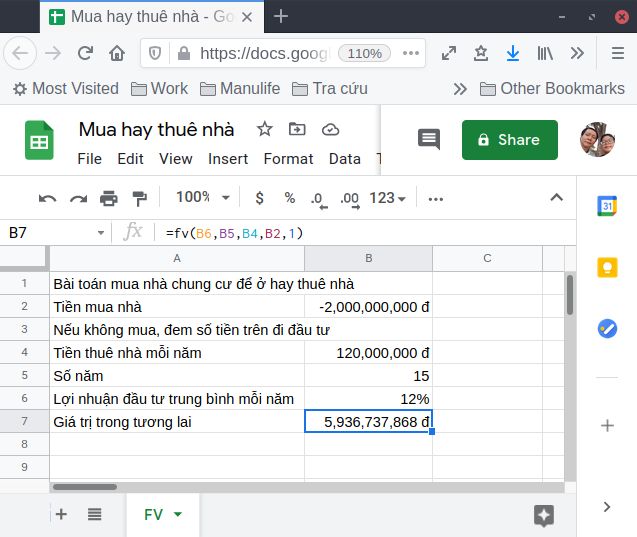 Mua hay thuê nhà - Go
https://docs.googl
110%
Most Visited
Work
Manulife
Tra cứu
Other Bookmarks
Mua hay thuê nhà
File Edit View Insert Format Data
Share
100%
$ % .0 .00 123
31
B7
fx
=fv(B6,B5,B4,B2,1)
A B C
1 Bài toán mua nhà chung cư để ở hay thuê nhà
2 Tiền mua nhà -2,000,000,000 đ
3 Nếu không mua, đem số tiền trên đi đầu tư
4 Tiền thuê nhà mỗi năm 120,000,000 đ
5 Số năm 15
6 Lợi nhuận đầu tư trung bình mỗi năm 12%
7 Giá trị trong tương lai 5,936,737,868 đ
8
9
FV